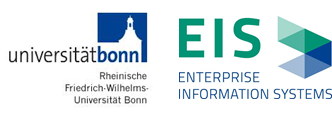 universitätbonn
Rheinische
Friedrich-Wilhelms-
Universität Bonn
EIS
ENTERPRISE
INFORMATION SYSTEMS